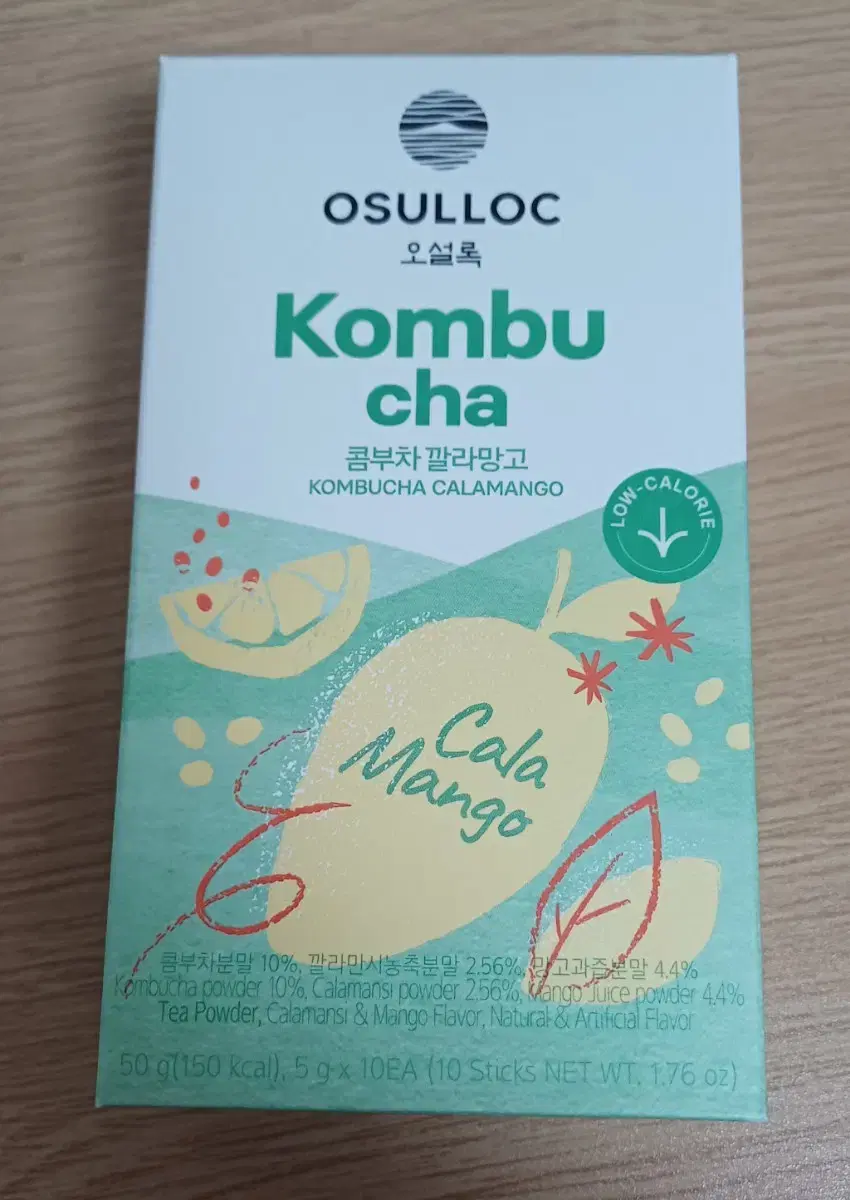 OSULLOC
오설록
Kombu
cha
콤부차 깔라망고
KOMBUCHA CALAMANGO
LOW-CALORIE
Cala
Mango
콤부차분말 10%, 깔라만시농축분말 2.56%, 망고과즙분말 4.4%
Kombucha powder 10%, Calamansi powder 2.56%, Mango Juice powder 4.4%
Tea Powder, Calamansi & Mango Flavor, Natural & Artificial Flavor
50 g(150 kcal), 5 g x 10EA (10 Sticks NET WT. 1.76 oz)